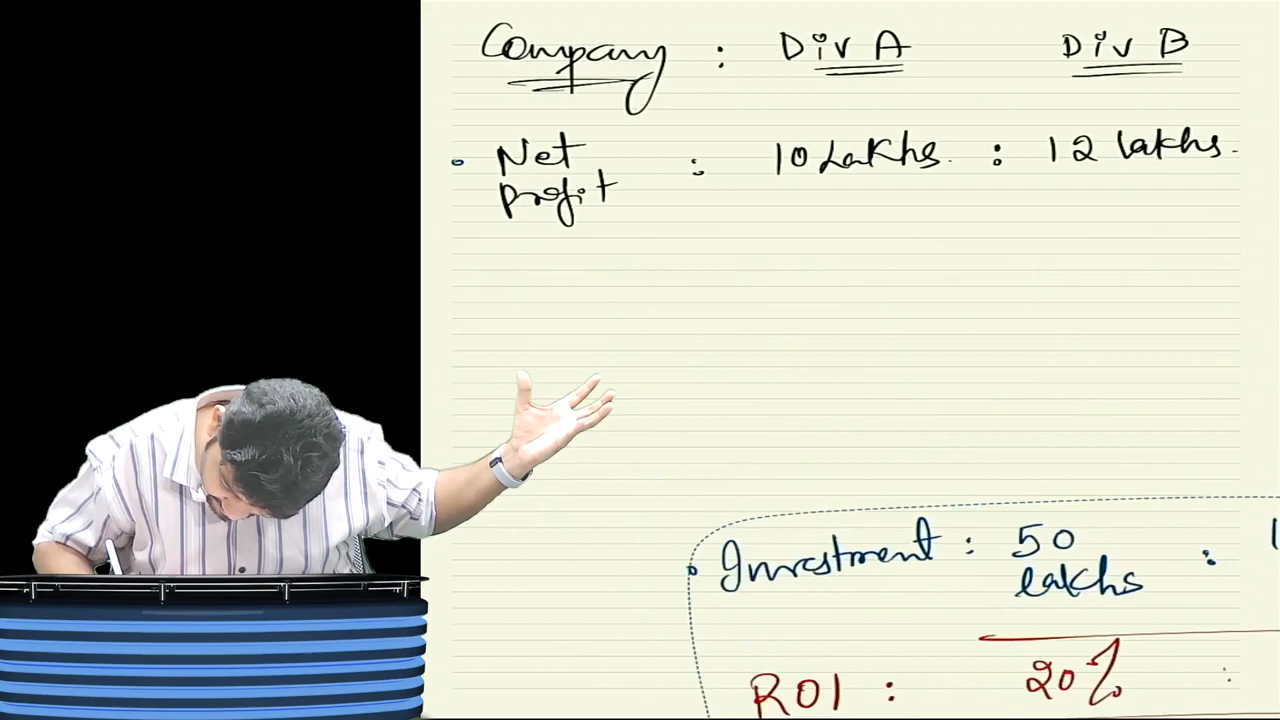 Company : Div A Div B
• Net Profit : 10 Lakhs. : 12 lakhs.
• Investment : 50 lakhs :
ROI : 20% :